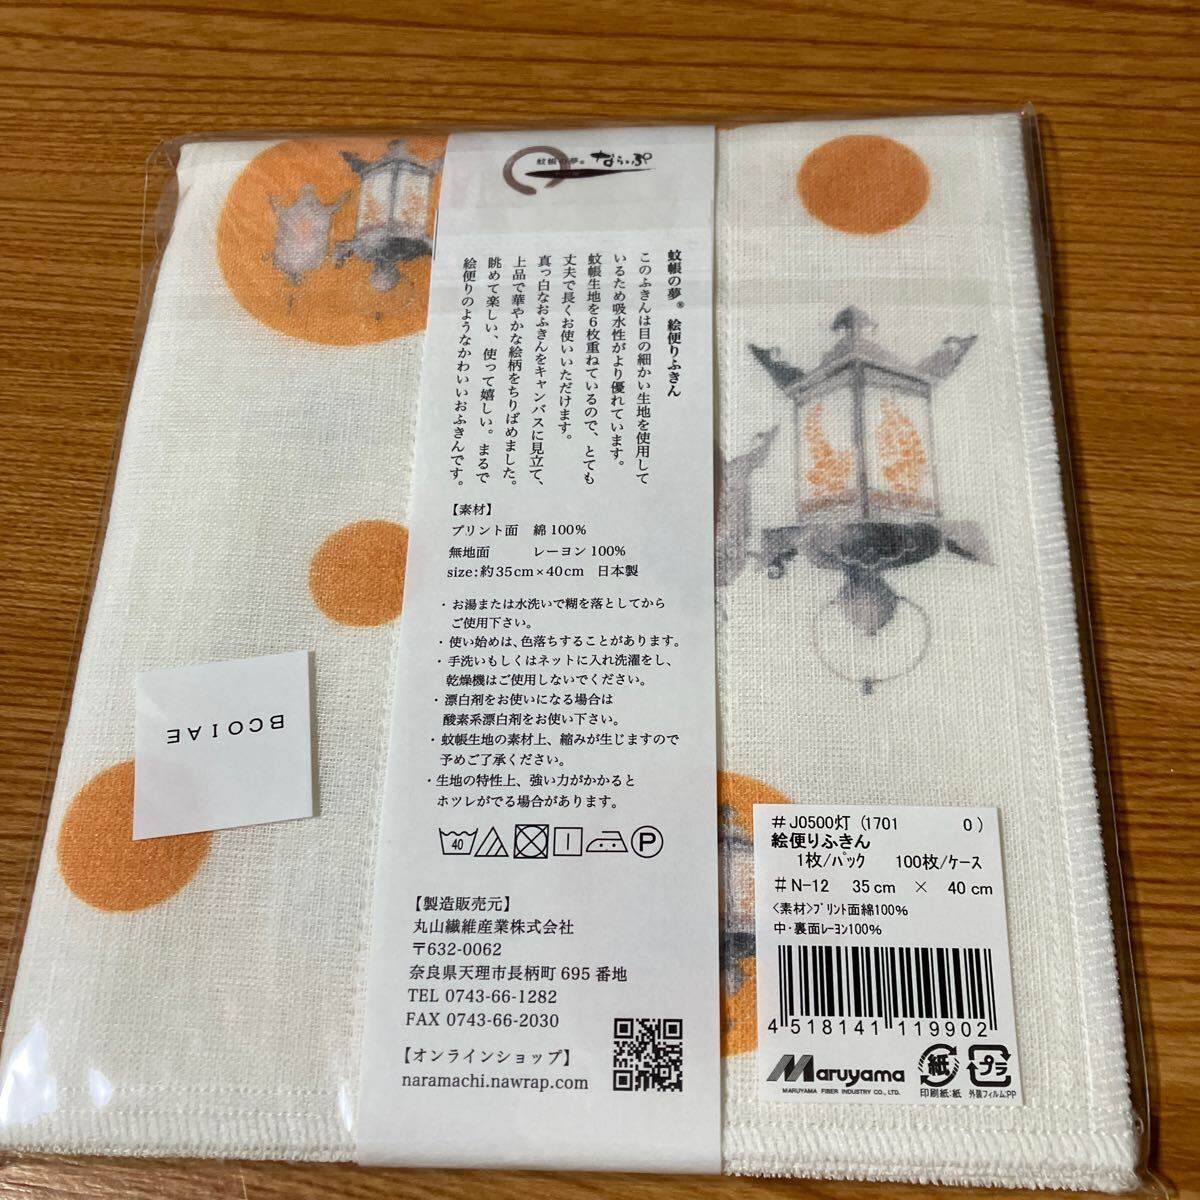 蚊帳の夢® ならっぷ
蚊帳の夢® 絵便りふきん
このふきんは目の細かい生地を使用して
いるため吸水性がより優れています。
蚊帳生地を6枚重ねているので、とても
丈夫で長くお使いいただけます。
真っ白なおふきんをキャンバスに見立て、
上品で華やかな絵柄をちりばめました。
眺めて楽しい、使って嬉しい。まるで
絵便りのようなかわいいおふきんです。
【素材】
プリント面 綿100%
無地面 レーヨン100%
size:約35cm×40cm 日本製
・お湯または水洗いで糊を落としてから
ご使用下さい。
・使い始めは、色落ちすることがあります。
・手洗いもしくはネットに入れ洗濯をし、
乾燥機はご使用しないでください。
・漂白剤をお使いになる場合は
酸素系漂白剤をお使い下さい。
・蚊帳生地の素材上、縮みが生じますので
予めご了承ください。
・生地の特性上、強い力がかかると
ホツレがでる場合があります。
40 P
【製造販売元】
丸山繊維産業株式会社
〒632-0062
奈良県天理市長柄町695番地
TEL 0743-66-1282
FAX 0743-66-2030
【オンラインショップ】
naramachi.nawrap.com
BCOIAE
#J0500灯(1701 0)
絵便りふきん
1枚/パック 100枚/ケース
#N-12 35cm × 40cm
<素材>プリント面綿100%
中・裏面レーヨン100%
4 518141 119902
Maruyama
MARUYAMA FIBER INDUSTRY CO., LTD.
紙
印刷紙:紙
プラ
外装フィルム:PP